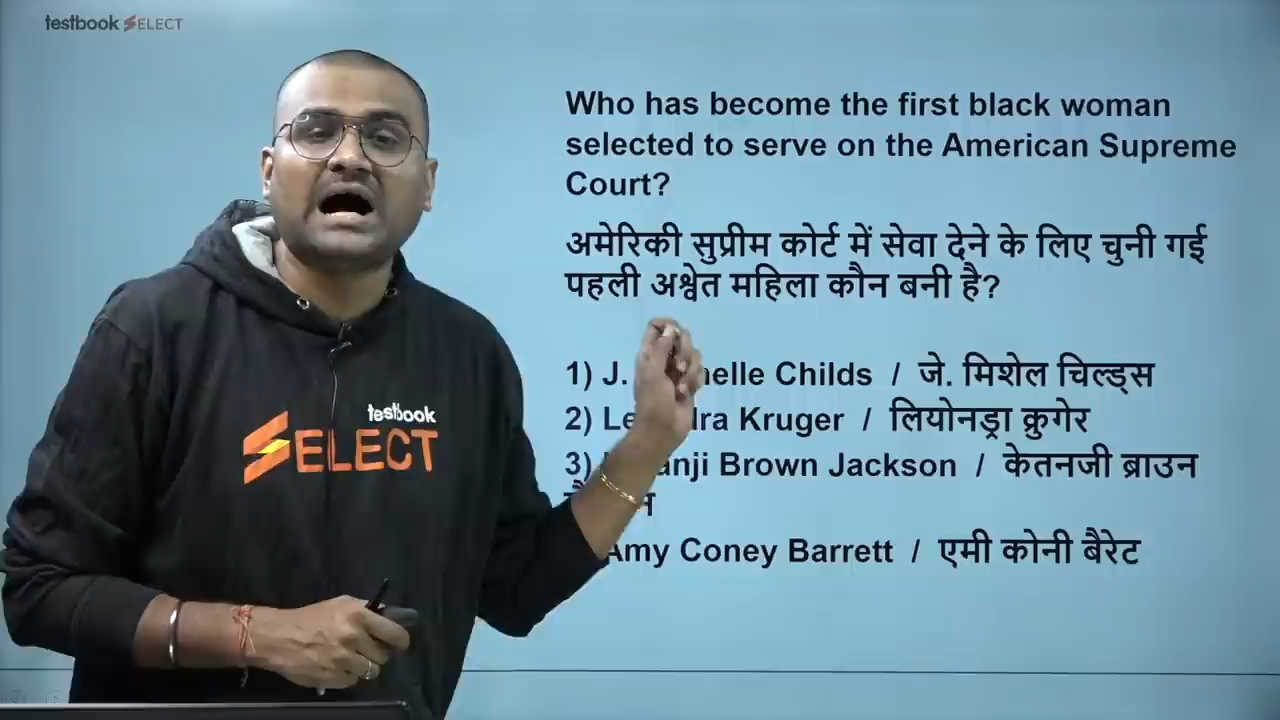 testbook SELECT
Who has become the first black woman
selected to serve on the American Supreme
Court?
अमेरिकी सुप्रीम कोर्ट में सेवा देने के लिए चुनी गई
पहली अश्वेत महिला कौन बनी है?
1) J. helle Childs / जे. मिशेल चिल्ड्स
2) Le dra Kruger / लियोनड्रा क्रुगेर
3) anji Brown Jackson / केतनजी ब्राउन
Amy Coney Barrett / एमी कोनी बैरेट
testbook
SELECT